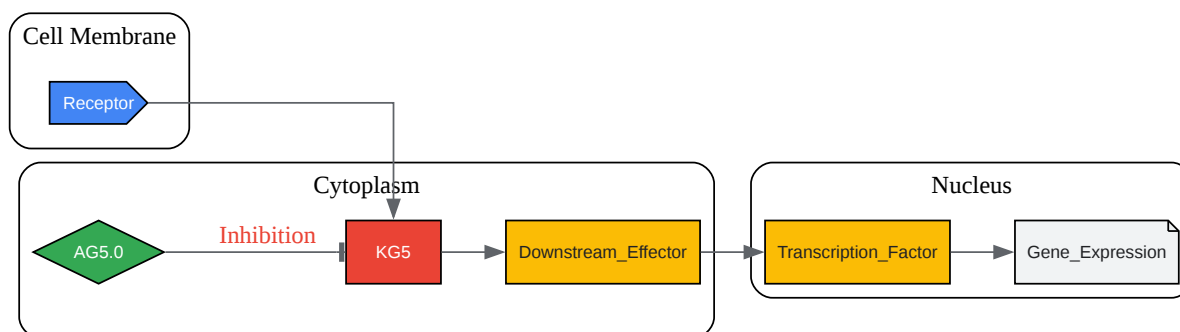 Cell Membrane
Receptor
Cytoplasm
Nucleus
AG5.0
Inhibition
KG5
Downstream_Effector
Transcription_Factor
Gene_Expression